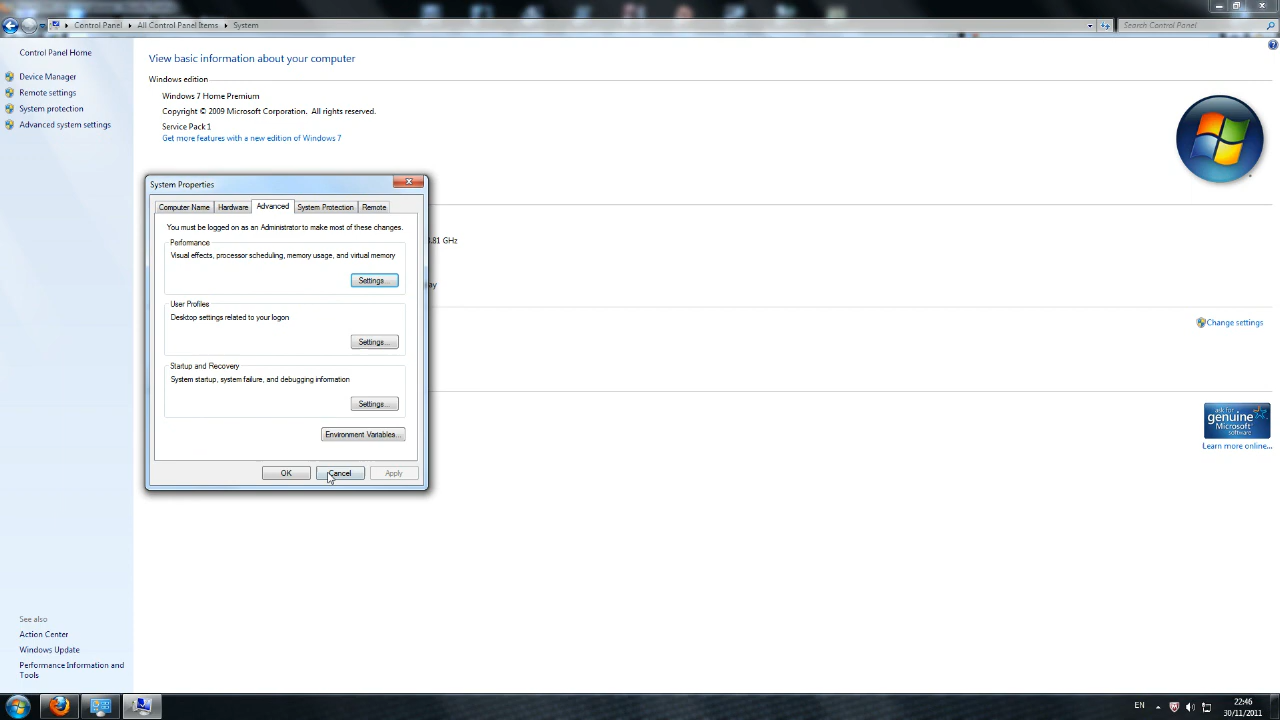 Control Panel All Control Panel Items System
Search Control Panel
Control Panel Home
Device Manager
Remote settings
System protection
Advanced system settings
View basic information about your computer
Windows edition
Windows 7 Home Premium
Copyright © 2009 Microsoft Corporation. All rights reserved.
Service Pack 1
Get more features with a new edition of Windows 7
System Properties
Computer Name Hardware Advanced System Protection Remote
You must be logged on as an Administrator to make most of these changes.
Performance
Visual effects, processor scheduling, memory usage, and virtual memory
Settings...
User Profiles
Desktop settings related to your logon
Settings...
Startup and Recovery
System startup, system failure, and debugging information
Settings...
Environment Variables...
OK Cancel Apply
.81 GHz
ay
Change settings
ask for
genuine
Microsoft
software
Learn more online...
See also
Action Center
Windows Update
Performance Information and
Tools
EN
22:46
30/11/2011